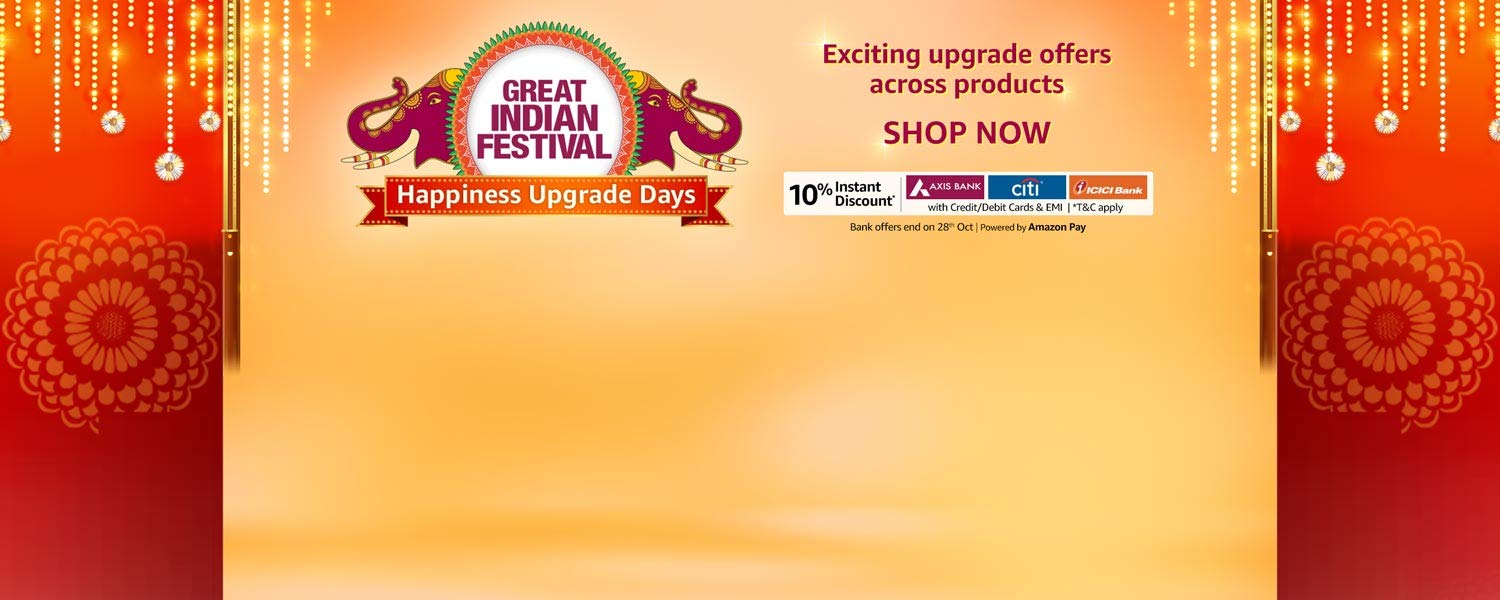 GREAT
INDIAN
FESTIVAL
Happiness Upgrade Days
Exciting upgrade offers
across products
SHOP NOW
10% Instant
Discount*
AXIS BANK
citi
ICICI Bank
with Credit/Debit Cards & EMI | *T&C apply
Bank offers end on 28th Oct | Powered by Amazon Pay